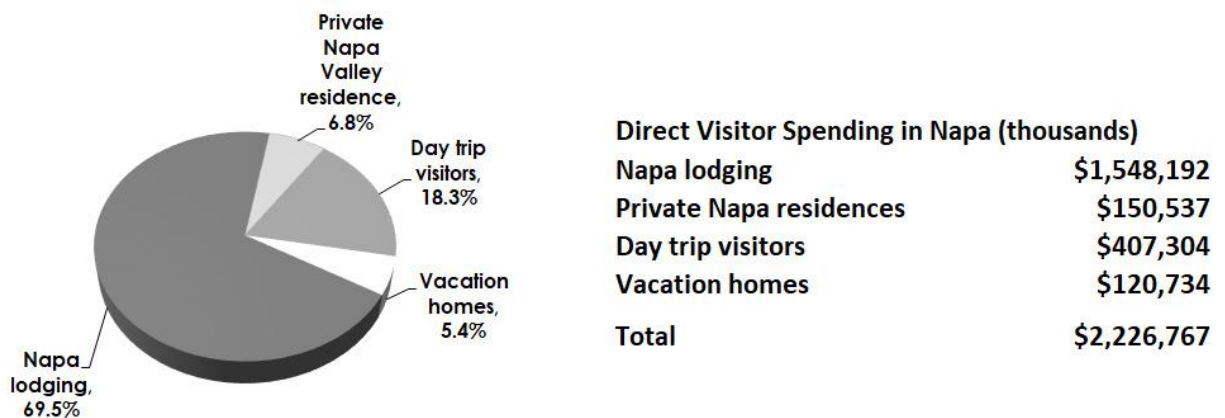 Private
Napa
Valley
residence,
6.8%
Day trip
visitors,
18.3%
Vacation
homes,
5.4%
Napa
lodging,
69.5%
Direct Visitor Spending in Napa (thousands)
Napa lodging $1,548,192
Private Napa residences $150,537
Day trip visitors $407,304
Vacation homes $120,734
Total $2,226,767